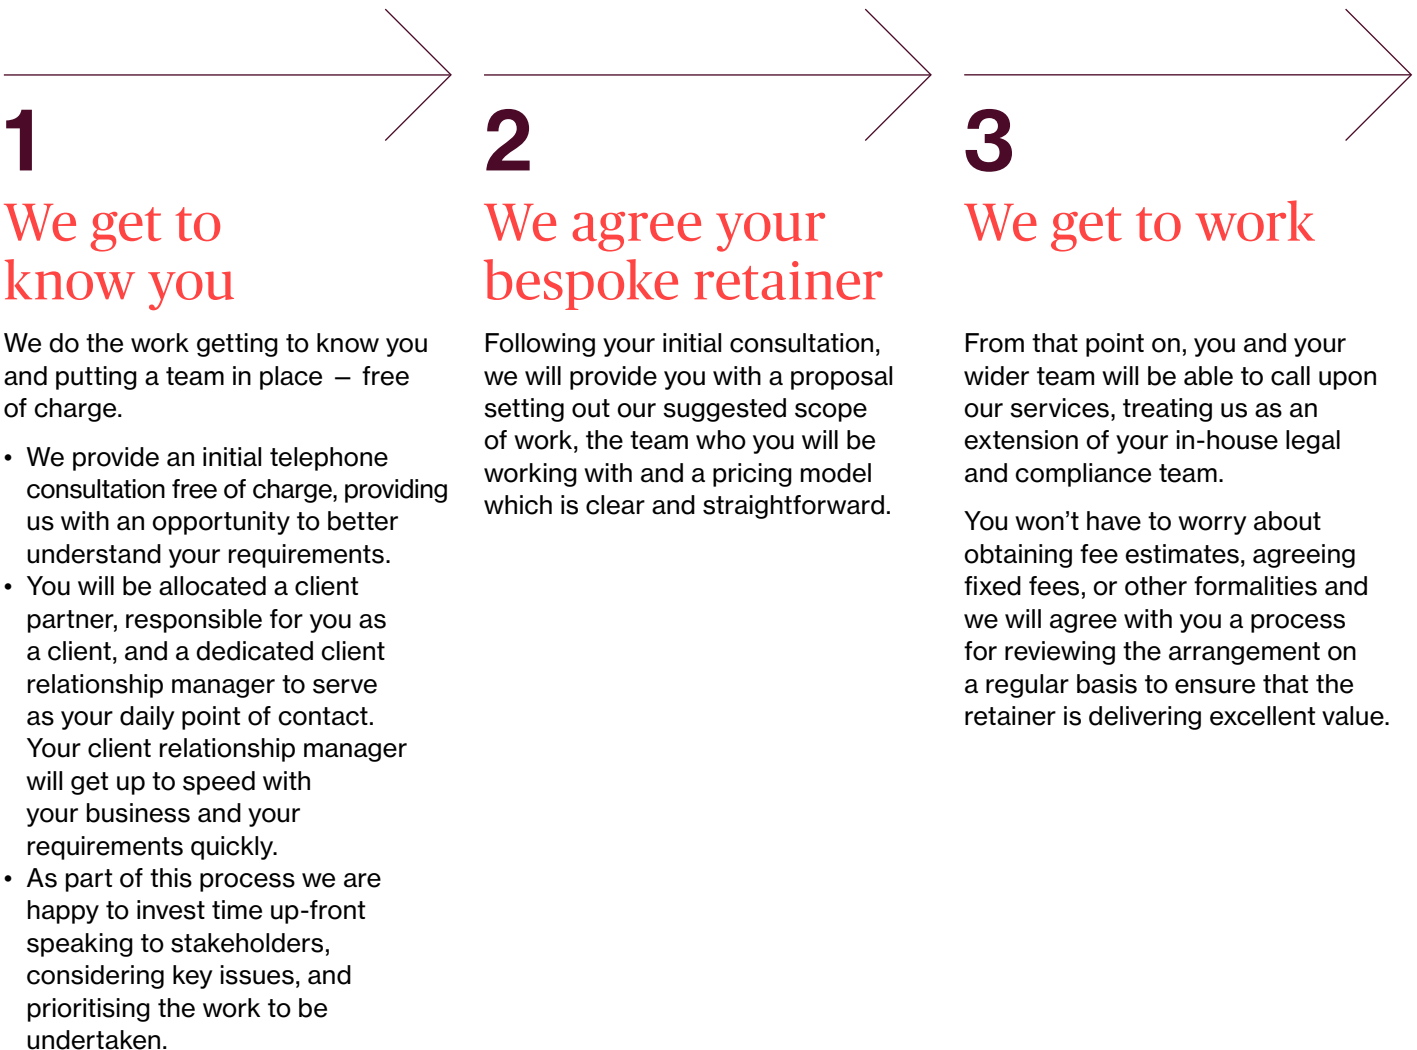 1
We get to
know you
We do the work getting to know you
and putting a team in place – free
of charge.
• We provide an initial telephone
consultation free of charge, providing
us with an opportunity to better
understand your requirements.
• You will be allocated a client
partner, responsible for you as
a client, and a dedicated client
relationship manager to serve
as your daily point of contact.
Your client relationship manager
will get up to speed with
your business and your
requirements quickly.
• As part of this process we are
happy to invest time up-front
speaking to stakeholders,
considering key issues, and
prioritising the work to be
undertaken.
2
We agree your
bespoke retainer
Following your initial consultation,
we will provide you with a proposal
setting out our suggested scope
of work, the team who you will be
working with and a pricing model
which is clear and straightforward.
3
We get to work
From that point on, you and your
wider team will be able to call upon
our services, treating us as an
extension of your in-house legal
and compliance team.
You won’t have to worry about
obtaining fee estimates, agreeing
fixed fees, or other formalities and
we will agree with you a process
for reviewing the arrangement on
a regular basis to ensure that the
retainer is delivering excellent value.